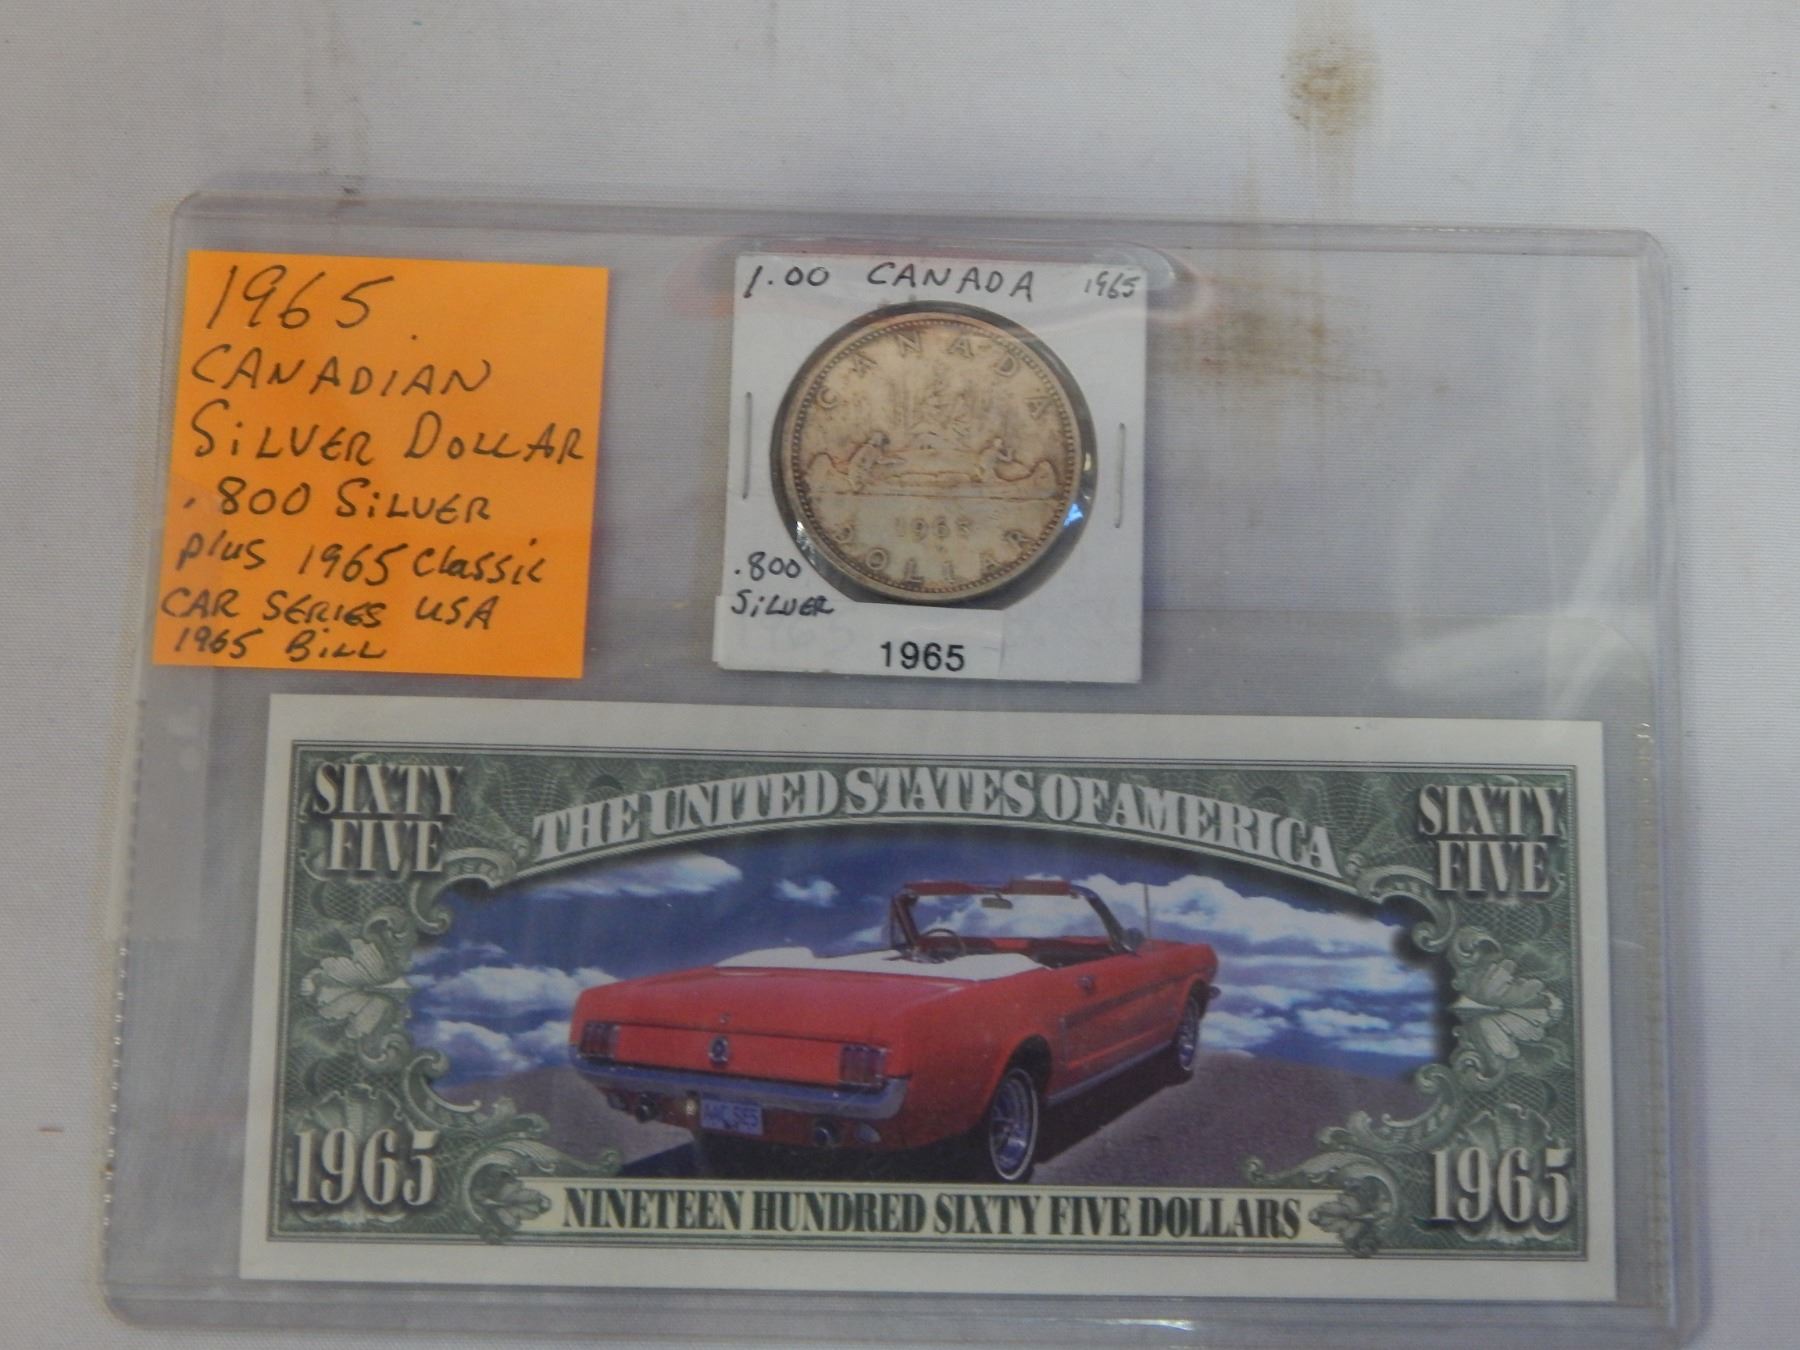 1965
CANADIAN
SILVER DOLLAR
.800 SILVER
plus 1965 Classic
CAR SERIES USA
1965 BILL
1.00 CANADA 1965
CANADA
1965
DOLLAR
.800
SILVER
1965
SIXTY
FIVE
THE UNITED STATES OF AMERICA
SIXTY
FIVE
1965
NINETEEN HUNDRED SIXTY FIVE DOLLARS
1965